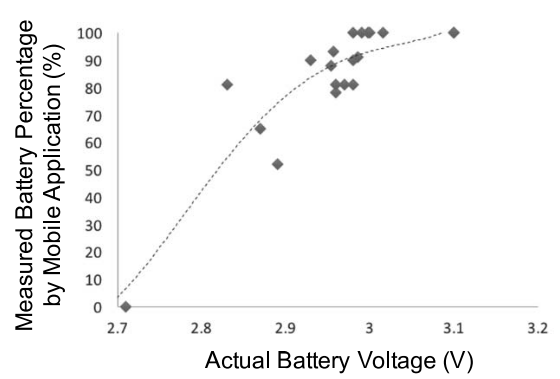 Measured Battery Percentage
by Mobile Application (%)
100
90
80
70
60
50
40
30
20
10
0
2.7 2.8 2.9 3 3.1 3.2
Actual Battery Voltage (V)